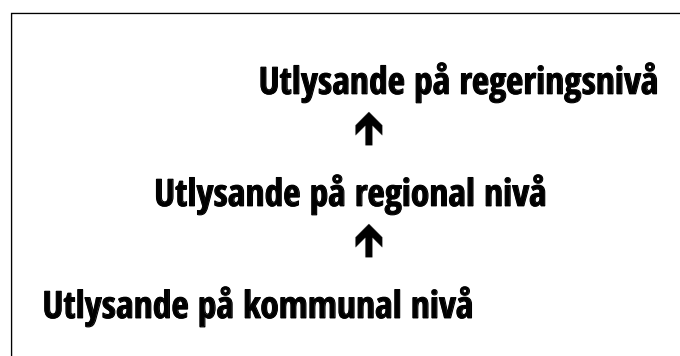 Utlysande på regeringsnivå
↑
Utlysande på regional nivå
↑
Utlysande på kommunal nivå